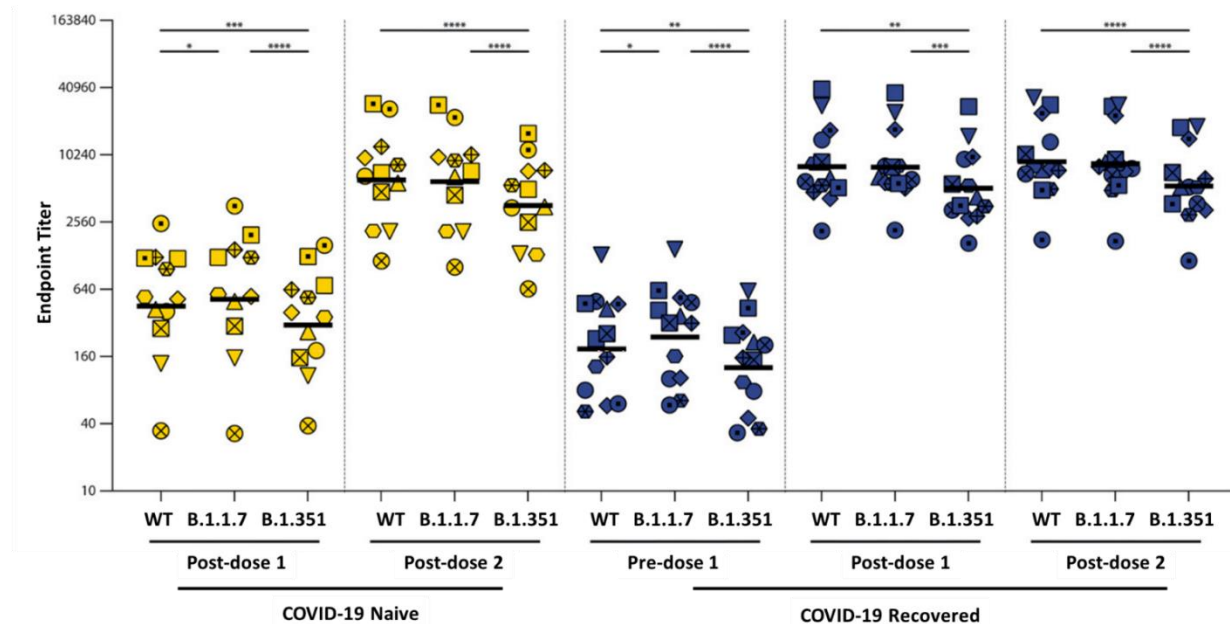 163840
40960
10240
2560
640
160
40
10
Endpoint Titer
*** **** ** ** ****
* **** **** * **** *** ****
WT B.1.1.7 B.1.351 WT B.1.1.7 B.1.351 WT B.1.1.7 B.1.351 WT B.1.1.7 B.1.351 WT B.1.1.7 B.1.351
Post-dose 1 Post-dose 2 Pre-dose 1 Post-dose 1 Post-dose 2
COVID-19 Naive COVID-19 Recovered